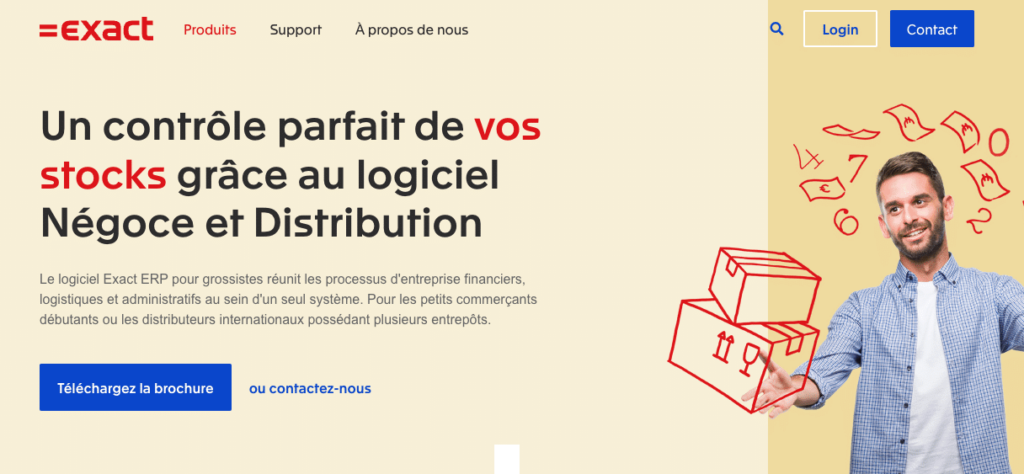 =exact
Produits
Support
À propos de nous
Login
Contact
Un contrôle parfait de vos
stocks grâce au logiciel
Négoce et Distribution
Le logiciel Exact ERP pour grossistes réunit les processus d'entreprise financiers,
logistiques et administratifs au sein d'un seul système. Pour les petits commerçants
débutants ou les distributeurs internationaux possédant plusieurs entrepôts.
Téléchargez la brochure
ou contactez-nous
4
7
0
€
6
2